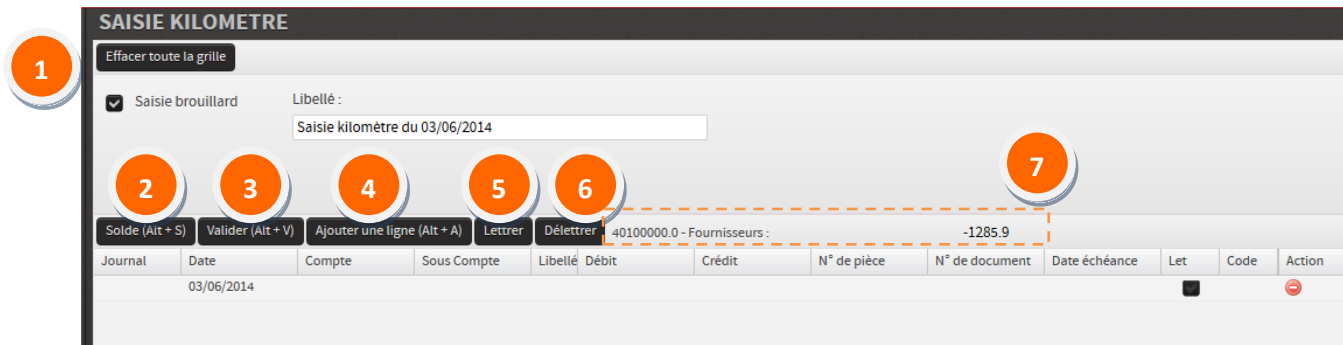 SAISIE KILOMETRE
Effacer toute la grille
1
Saisie brouillard Libellé :
Saisie kilomètre du 03/06/2014
2 3 4 5 6 7
Solde (Alt + S) Valider (Alt + V) Ajouter une ligne (Alt + A) Lettrer Délettrer 40100000.0 - Fournisseurs : -1285.9
Journal Date Compte Sous Compte Libellé Débit Crédit N° de pièce N° de document Date échéance Let Code Action
03/06/2014